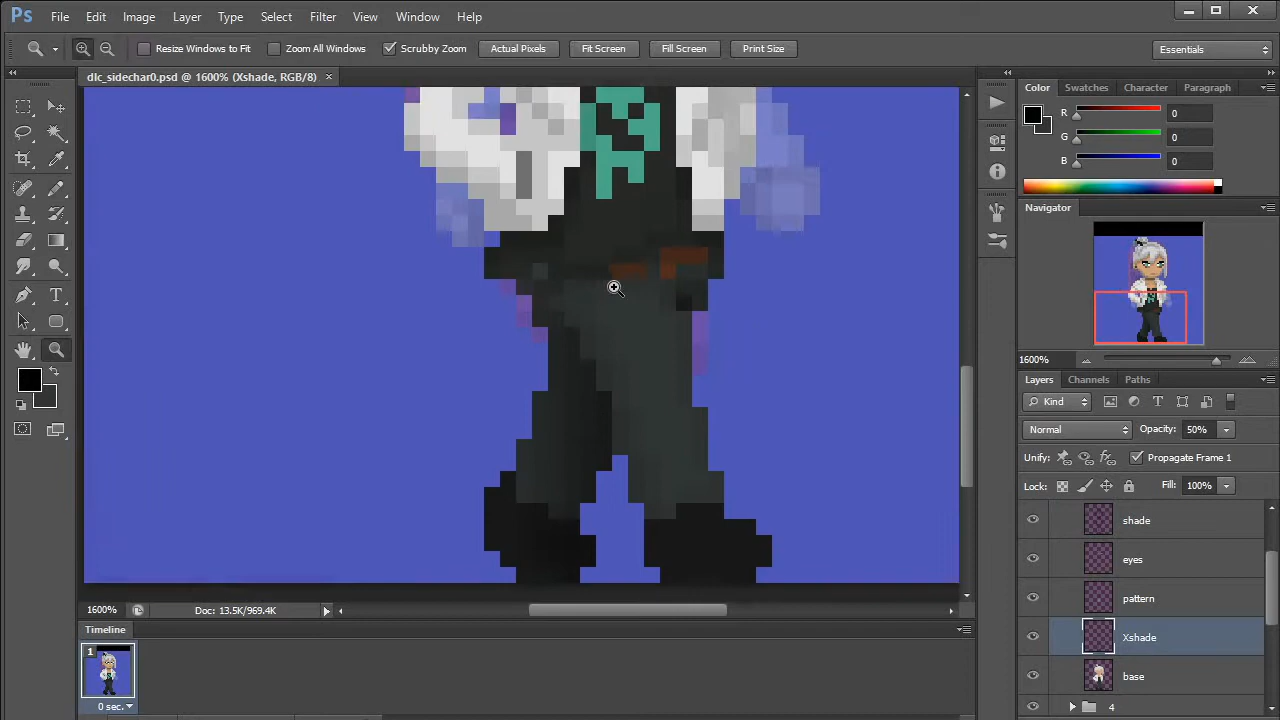 Ps File Edit Image Layer Type Select Filter View Window Help
Resize Windows to Fit Zoom All Windows Scrubby Zoom Actual Pixels Fit Screen Fill Screen Print Size Essentials
dlc_sidechar0.psd @ 1600% (Xshade, RGB/8) ×
Color Swatches Character Paragraph
R 0
G 0
B 0
Navigator
1600%
Layers Channels Paths
Kind T
Normal Opacity: 50%
Unify: Propagate Frame 1
Lock: Fill: 100%
shade
eyes
pattern
Xshade
base
4
1600% Doc: 13.5K/969.4K
Timeline
1
0 sec.